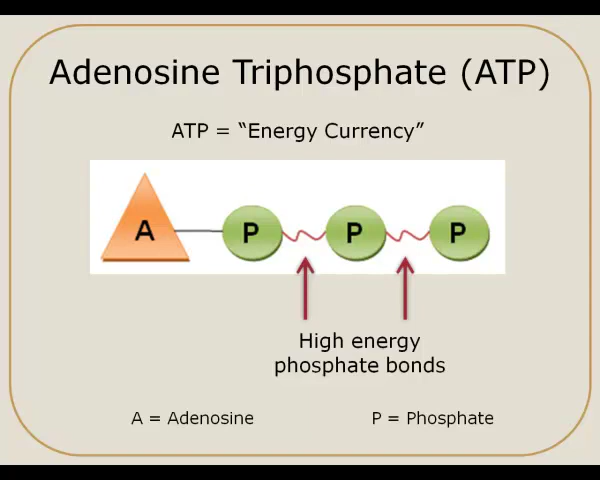 Adenosine Triphosphate (ATP)
ATP = “Energy Currency”
A P P P
High energy
phosphate bonds
A = Adenosine P = Phosphate